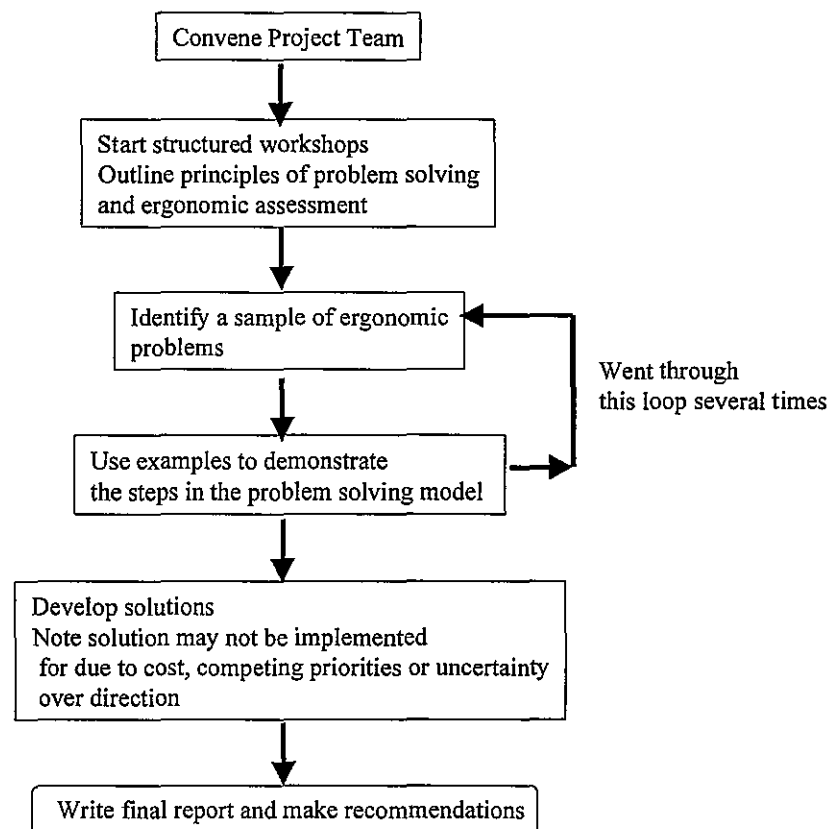 Convene Project Team
Start structured workshops
Outline principles of problem solving
and ergonomic assessment
Identify a sample of ergonomic
problems
Went through
this loop several times
Use examples to demonstrate
the steps in the problem solving model
Develop solutions
Note solution may not be implemented
for due to cost, competing priorities or uncertainty
over direction
Write final report and make recommendations